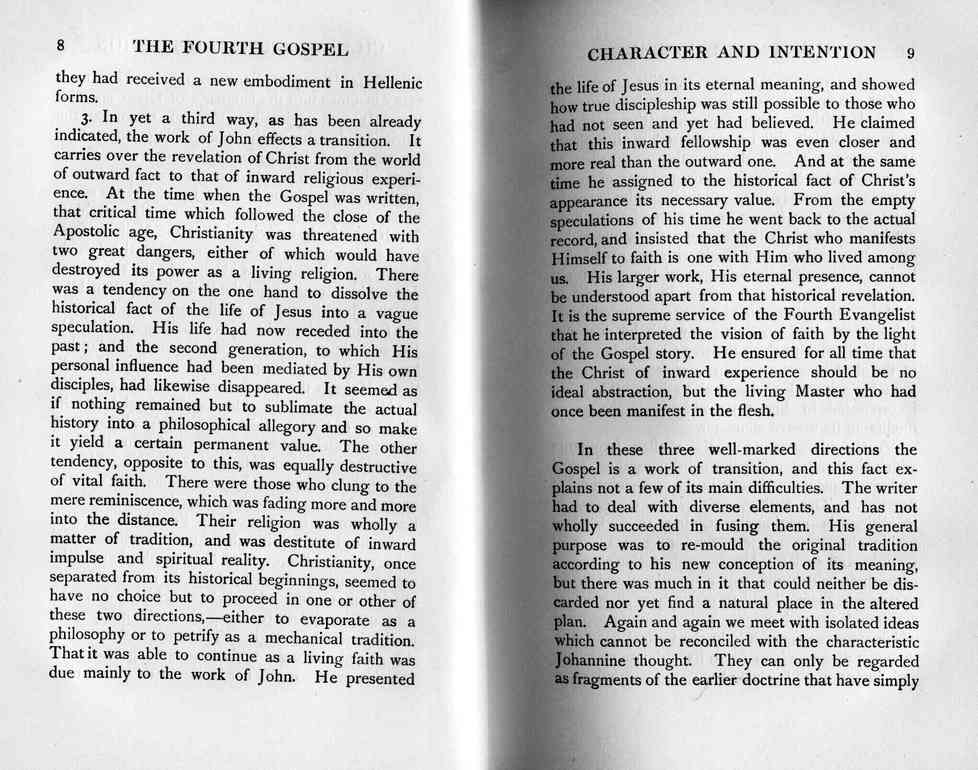 8 THE FOURTH GOSPEL
they had received a new embodiment in Hellenic
forms.
3. In yet a third way, as has been already
indicated, the work of John effects a transition. It
carries over the revelation of Christ from the world
of outward fact to that of inward religious experi-
ence. At the time when the Gospel was written,
that critical time which followed the close of the
Apostolic age, Christianity was threatened with
two great dangers, either of which would have
destroyed its power as a living religion. There
was a tendency on the one hand to dissolve the
historical fact of the life of Jesus into a vague
speculation. His life had now receded into the
past; and the second generation, to which His
personal influence had been mediated by His own
disciples, had likewise disappeared. It seemed as
if nothing remained but to sublimate the actual
history into a philosophical allegory and so make
it yield a certain permanent value. The other
tendency, opposite to this, was equally destructive
of vital faith. There were those who clung to the
mere reminiscence, which was fading more and more
into the distance. Their religion was wholly a
matter of tradition, and was destitute of inward
impulse and spiritual reality. Christianity, once
separated from its historical beginnings, seemed to
have no choice but to proceed in one or other of
these two directions,—either to evaporate as a
philosophy or to petrify as a mechanical tradition.
That it was able to continue as a living faith was
due mainly to the work of John. He presented
CHARACTER AND INTENTION 9
the life of Jesus in its eternal meaning, and showed
how true discipleship was still possible to those who
had not seen and yet had believed. He claimed
that this inward fellowship was even closer and
more real than the outward one. And at the same
time he assigned to the historical fact of Christ's
appearance its necessary value. From the empty
speculations of his time he went back to the actual
record, and insisted that the Christ who manifests
Himself to faith is one with Him who lived among
us. His larger work, His eternal presence, cannot
be understood apart from that historical revelation.
It is the supreme service of the Fourth Evangelist
that he interpreted the vision of faith by the light
of the Gospel story. He ensured for all time that
the Christ of inward experience should be no
ideal abstraction, but the living Master who had
once been manifest in the flesh.
In these three well-marked directions the
Gospel is a work of transition, and this fact ex-
plains not a few of its main difficulties. The writer
had to deal with diverse elements, and has not
wholly succeeded in fusing them. His general
purpose was to re-mould the original tradition
according to his new conception of its meaning,
but there was much in it that could neither be dis-
carded nor yet find a natural place in the altered
plan. Again and again we meet with isolated ideas
which cannot be reconciled with the characteristic
Johannine thought. They can only be regarded
as fragments of the earlier doctrine that have simply